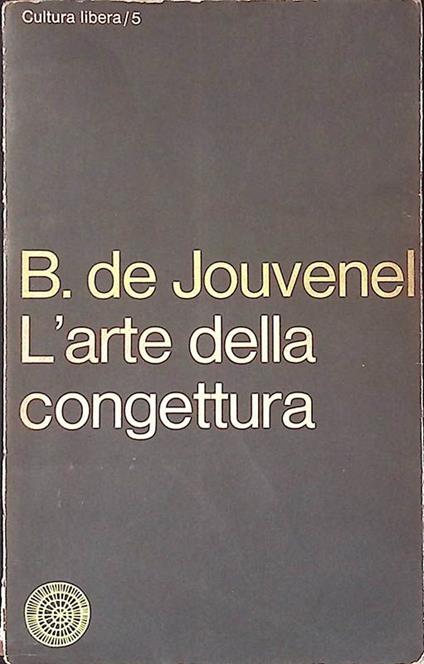 Cultura libera/5
B. de Jouvenel
L'arte della
congettura